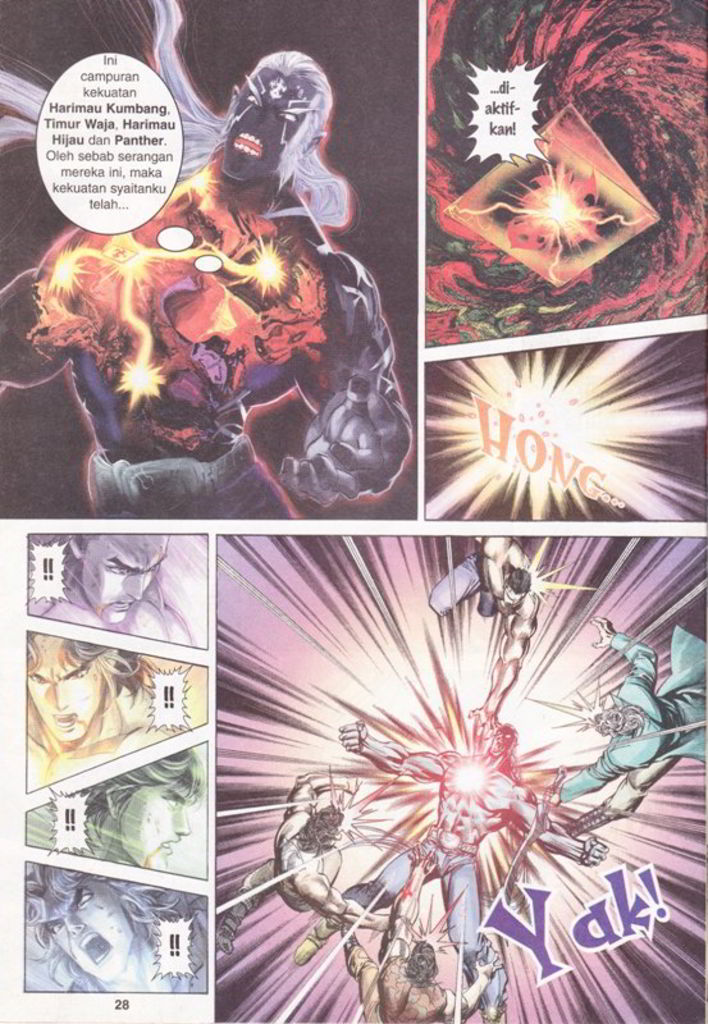 Ini
campuran
kekuatan
Harimau Kumbang,
Timur Waja, Harimau
Hijau dan Panther.
Oleh sebab serangan
mereka ini, maka
kekuatan syaitanku
telah...
...di-
aktif-
kan!
HONG...
!!
!!
!!
!!
Yak!
28